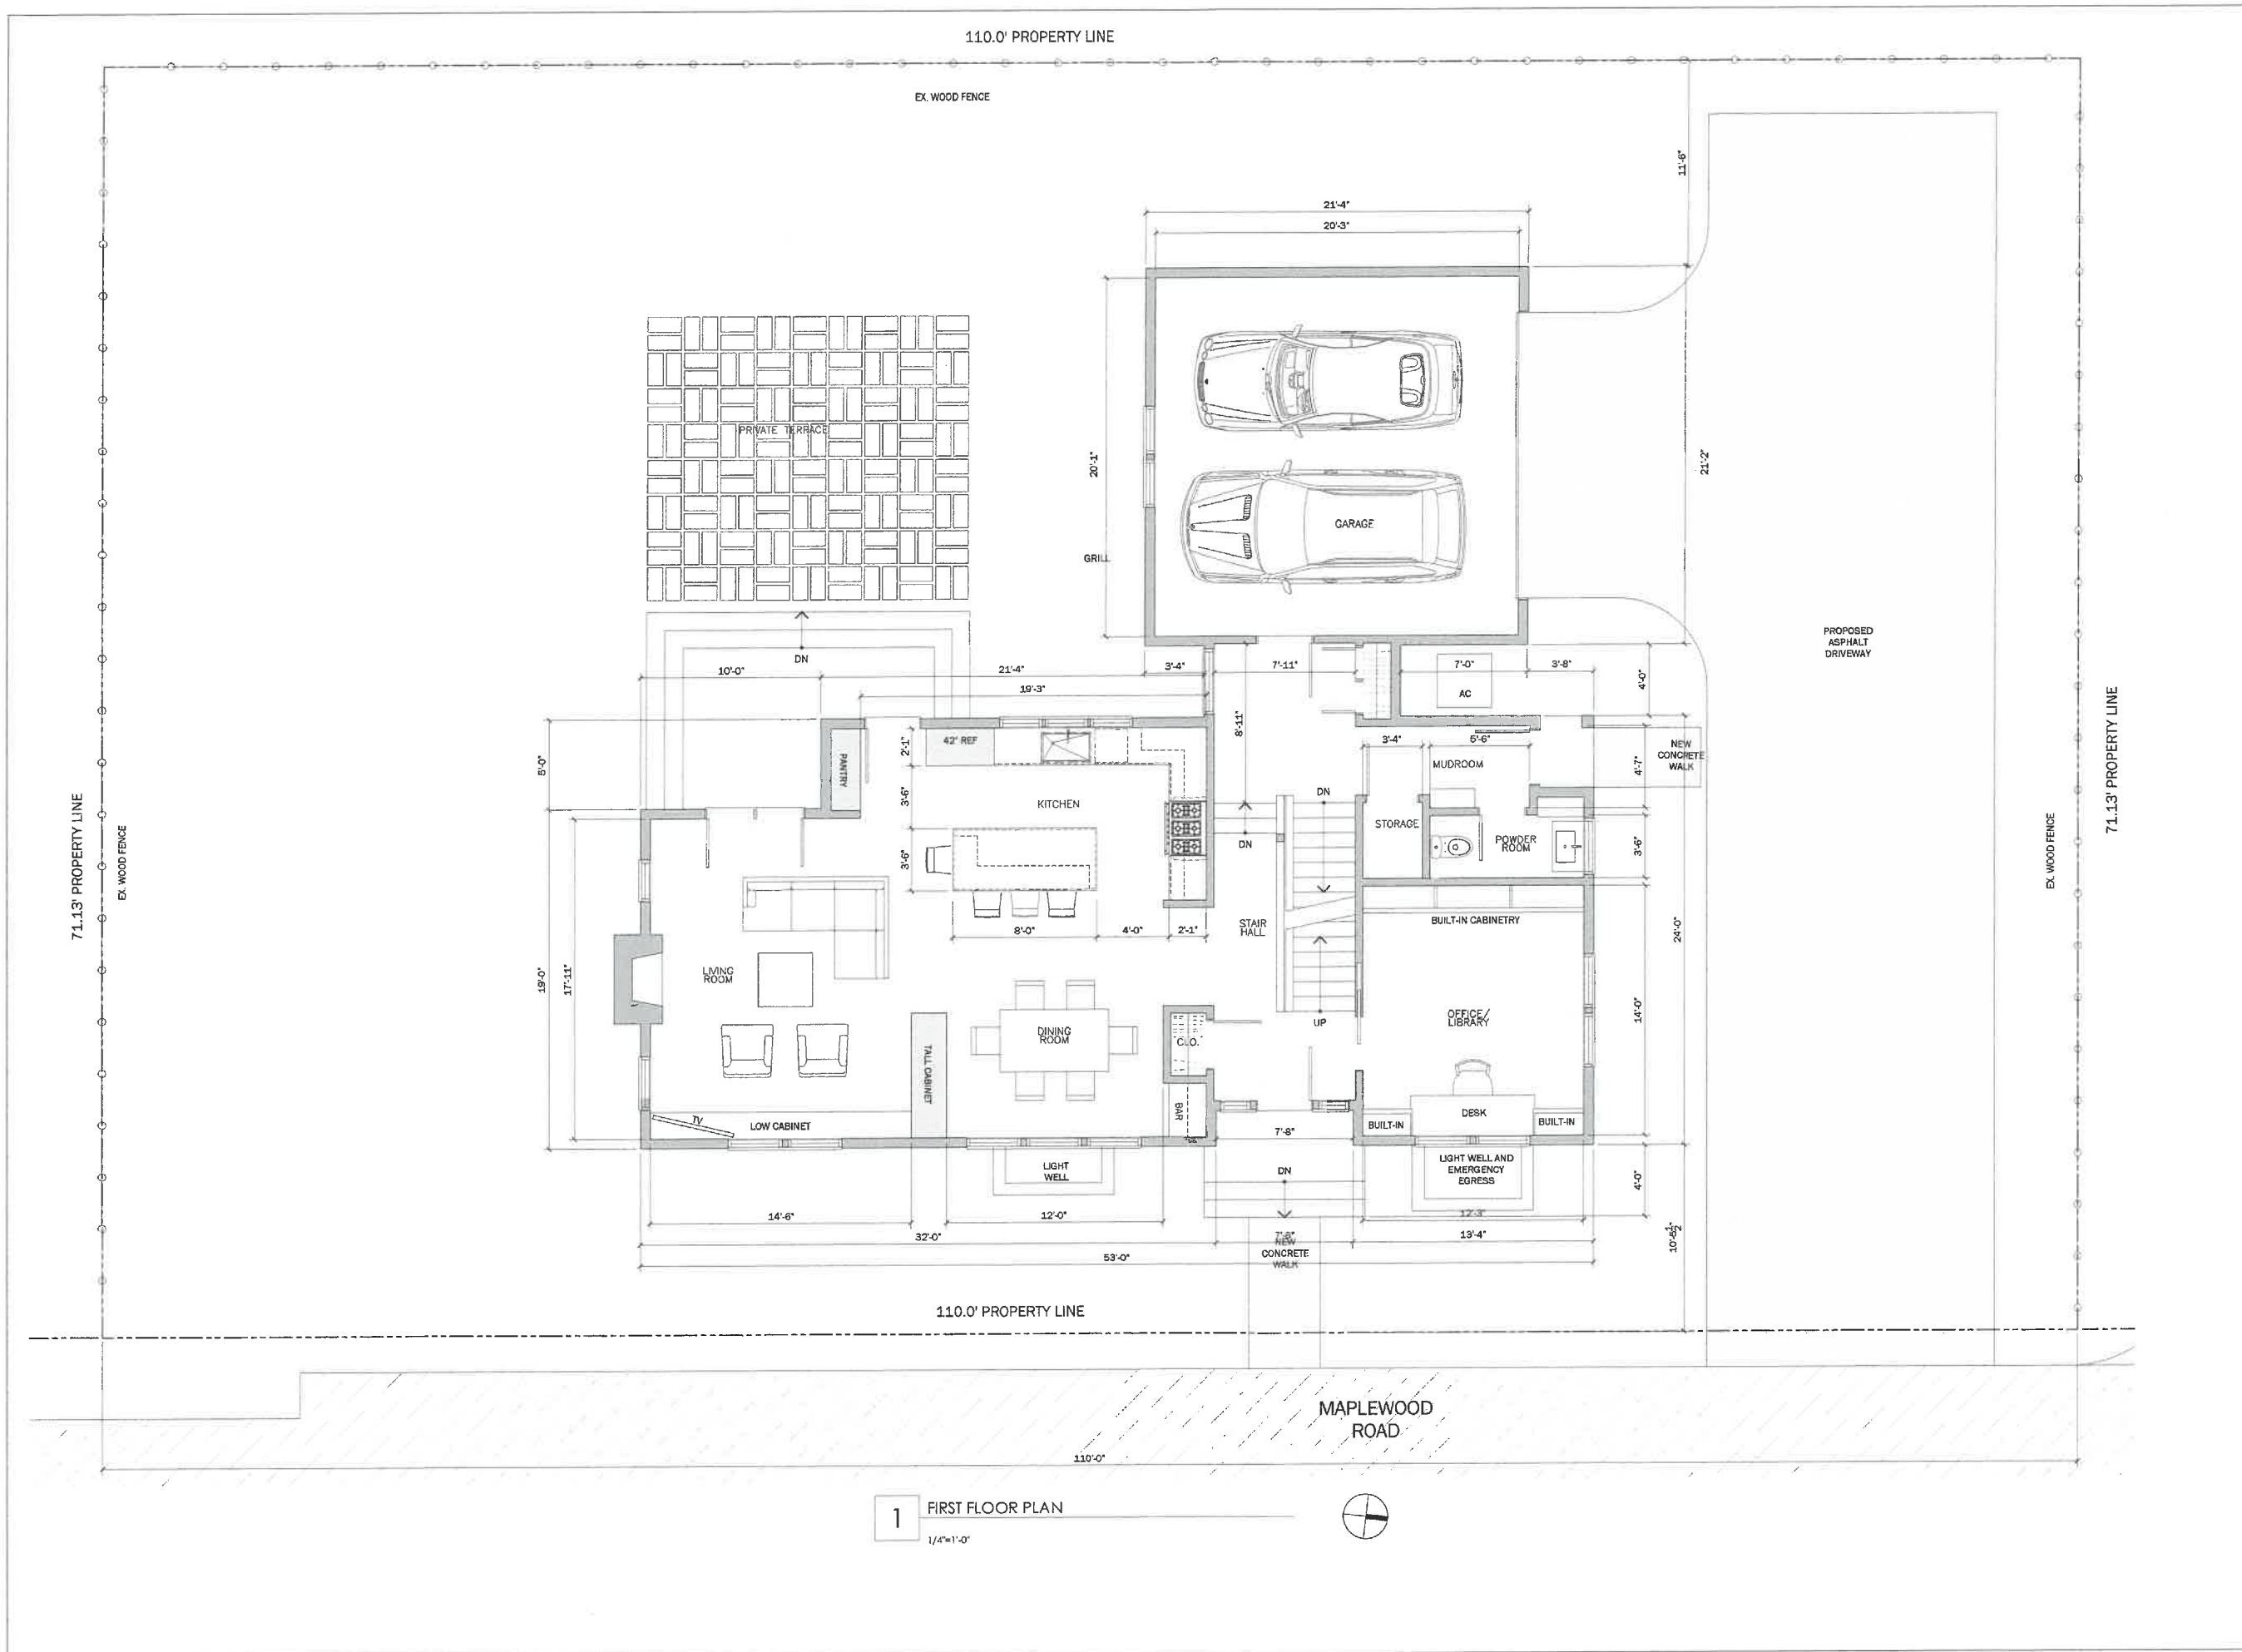 110.0' PROPERTY LINE
EX. WOOD FENCE
11'-6"
21'-4"
20'-3"
20'-1"
21'-2"
PRIVATE TERRACE
GARAGE
GRILL
PROPOSED
ASPHALT
DRIVEWAY
DN
10'-0"
21'-4"
3'-4"
7'-11"
7'-0"
3'-8"
4'-0"
AC
19'-3"
8'-11"
5'-0"
PANTRY
2'-1"
42" REF
3'-4"
5'-6"
MUDROOM
4'-7"
NEW
CONCRETE
WALK
3'-6"
KITCHEN
DN
DN
STORAGE
POWDER
ROOM
3'-6"
3'-6"
71.13' PROPERTY LINE
EX. WOOD FENCE
EX. WOOD FENCE
71.13' PROPERTY LINE
8'-0"
4'-0"
2'-1"
STAIR
HALL
BUILT-IN CABINETRY
24'-0"
19'-0"
17'-11"
LIVING
ROOM
DINING
ROOM
CLO.
UP
OFFICE/
LIBRARY
14'-0"
TALL CABINET
TV
LOW CABINET
BAR
7'-8"
BUILT-IN
DESK
BUILT-IN
LIGHT
WELL
DN
LIGHT WELL AND
EMERGENCY
EGRESS
4'-0"
14'-6"
12'-0"
12'-3"
32'-0"
7'-8"
13'-4"
10'-5 1/2"
NEW
CONCRETE
WALK
53'-0"
110.0' PROPERTY LINE
MAPLEWOOD
ROAD
110'-0"
1
FIRST FLOOR PLAN
1/4"=1'-0"